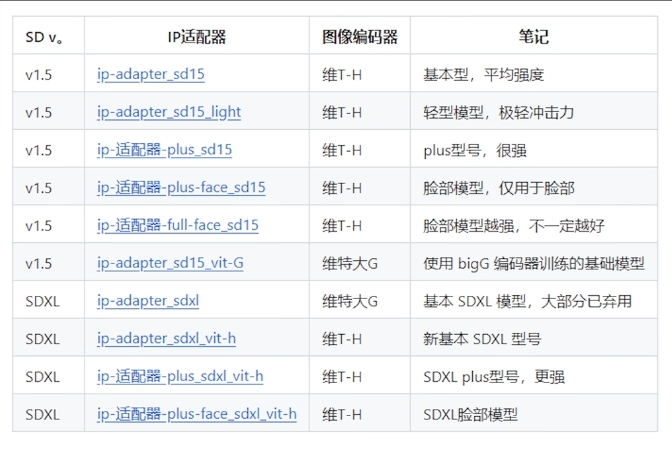 SD v。 IP适配器 图像编码器 笔记
v1.5 ip-adapter_sd15 维T-H 基本型，平均强度
v1.5 ip-adapter_sd15_light 维T-H 轻型模型，极轻冲击力
v1.5 ip-适配器-plus_sd15 维T-H plus型号，很强
v1.5 ip-适配器-plus-face_sd15 维T-H 脸部模型，仅用于脸部
v1.5 ip-适配器-full-face_sd15 维T-H 脸部模型越强，不一定越好
v1.5 ip-adapter_sd15_vit-G 维特大G 使用 bigG 编码器训练的基础模型
SDXL ip-adapter_sdxl 维特大G 基本 SDXL 模型，大部分已弃用
SDXL ip-adapter_sdxl_vit-h 维T-H 新基本 SDXL 型号
SDXL ip-适配器-plus_sdxl_vit-h 维T-H SDXL plus型号，更强
SDXL ip-适配器-plus-face_sdxl_vit-h 维T-H SDXL脸部模型